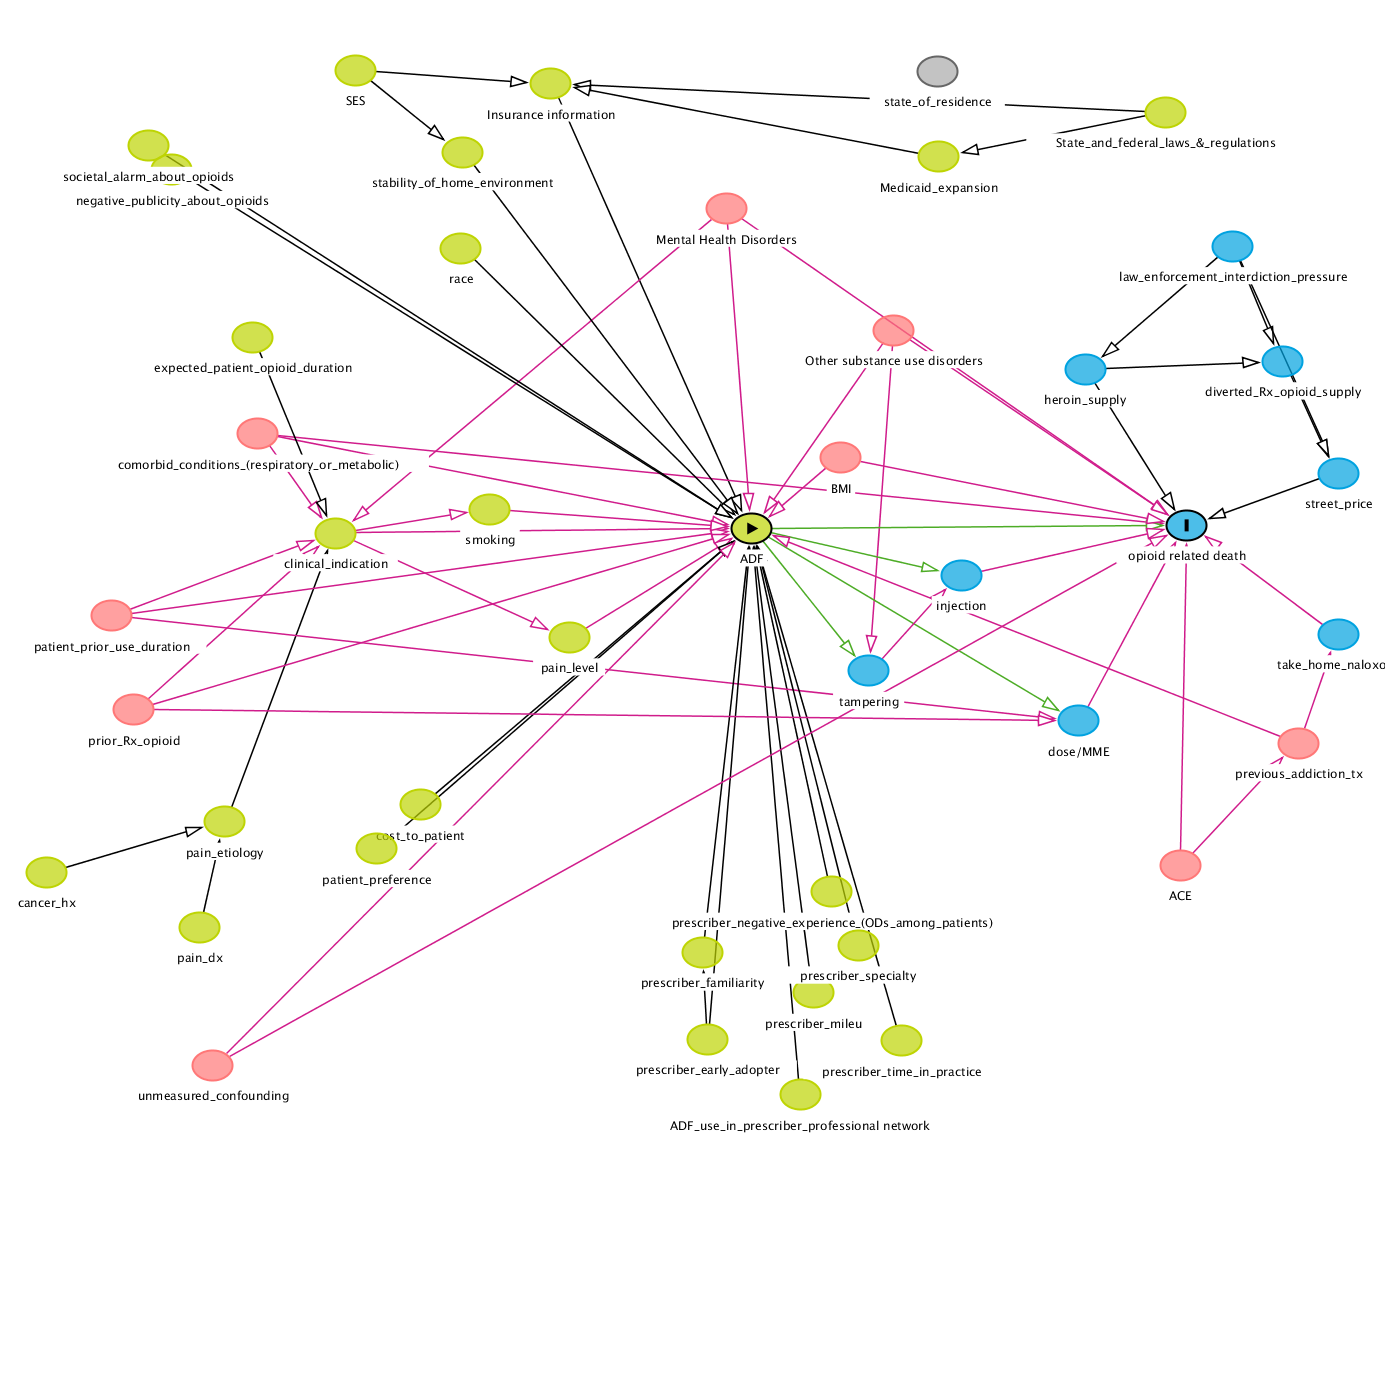 SES
Insurance information
state_of_residence
State_and_federal_laws_&_regulations
societal_alarm_about_opioids
negative_publicity_about_opioids
stability_of_home_environment
Medicaid_expansion
Mental Health Disorders
race
law_enforcement_interdiction_pressure
expected_patient_opioid_duration
Other substance use disorders
heroin_supply
diverted_Rx_opioid_supply
comorbid_conditions_(respiratory_or_metabolic)
BMI
street_price
smoking
clinical_indication
ADF
opioid related death
injection
patient_prior_use_duration
pain_level
take_home_naloxo
tampering
prior_Rx_opioid
dose/MME
previous_addiction_tx
cost_to_patient
pain_etiology
patient_preference
cancer_hx
ACE
prescriber_negative_experience_(ODs_among_patients)
pain_dx
prescriber_specialty
prescriber_familiarity
prescriber_mileu
prescriber_early_adopter
prescriber_time_in_practice
unmeasured_confounding
ADF_use_in_prescriber_professional network